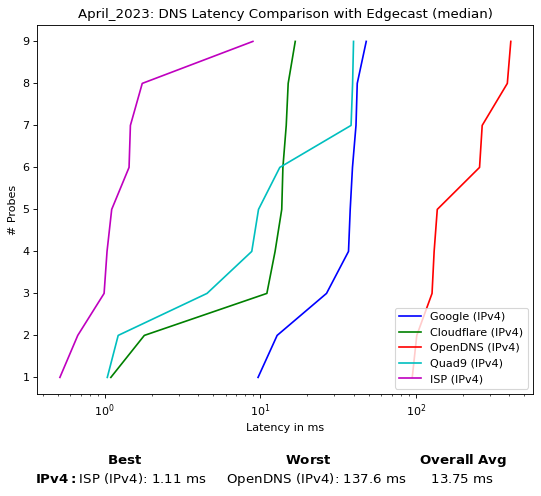 April_2023: DNS Latency Comparison with Edgecast (median)
9
8
7
6
5
4
3
2
1
# Probes
Google (IPv4)
Cloudflare (IPv4)
OpenDNS (IPv4)
Quad9 (IPv4)
ISP (IPv4)
10⁰ 10¹ 10²
Latency in ms
Best Worst Overall Avg
IPv4: ISP (IPv4): 1.11 ms OpenDNS (IPv4): 137.6 ms 13.75 ms